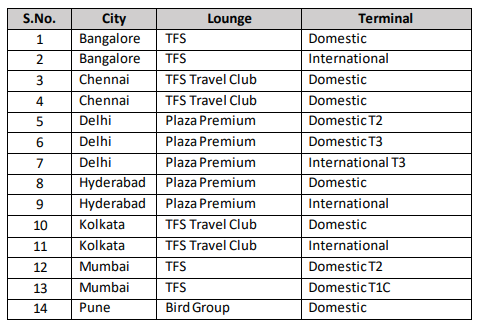 S.No. City Lounge Terminal
1 Bangalore TFS Domestic
2 Bangalore TFS International
3 Chennai TFS Travel Club Domestic
4 Chennai TFS Travel Club Domestic
5 Delhi Plaza Premium Domestic T2
6 Delhi Plaza Premium Domestic T3
7 Delhi Plaza Premium International T3
8 Hyderabad Plaza Premium Domestic
9 Hyderabad Plaza Premium International
10 Kolkata TFS Travel Club Domestic
11 Kolkata TFS Travel Club International
12 Mumbai TFS Domestic T2
13 Mumbai TFS Domestic T1C
14 Pune Bird Group Domestic